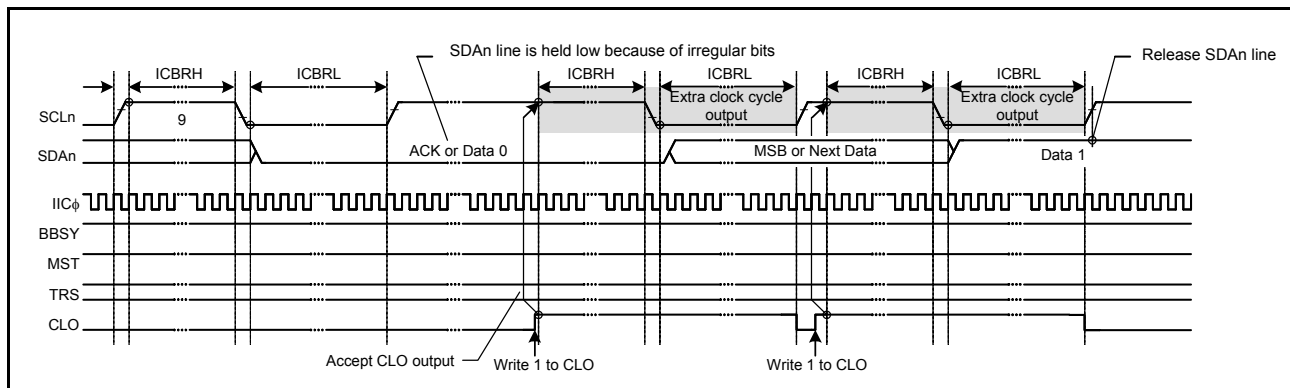 SDAn line is held low because of irregular bits
Release SDAn line
ICBRH ICBRL ICBRH ICBRL ICBRH ICBRL
Extra clock cycle output
Extra clock cycle output
SCLn
9
SDAn
ACK or Data 0
MSB or Next Data
Data 1
IICϕ
BBSY
MST
TRS
CLO
Accept CLO output
Write 1 to CLO
Write 1 to CLO